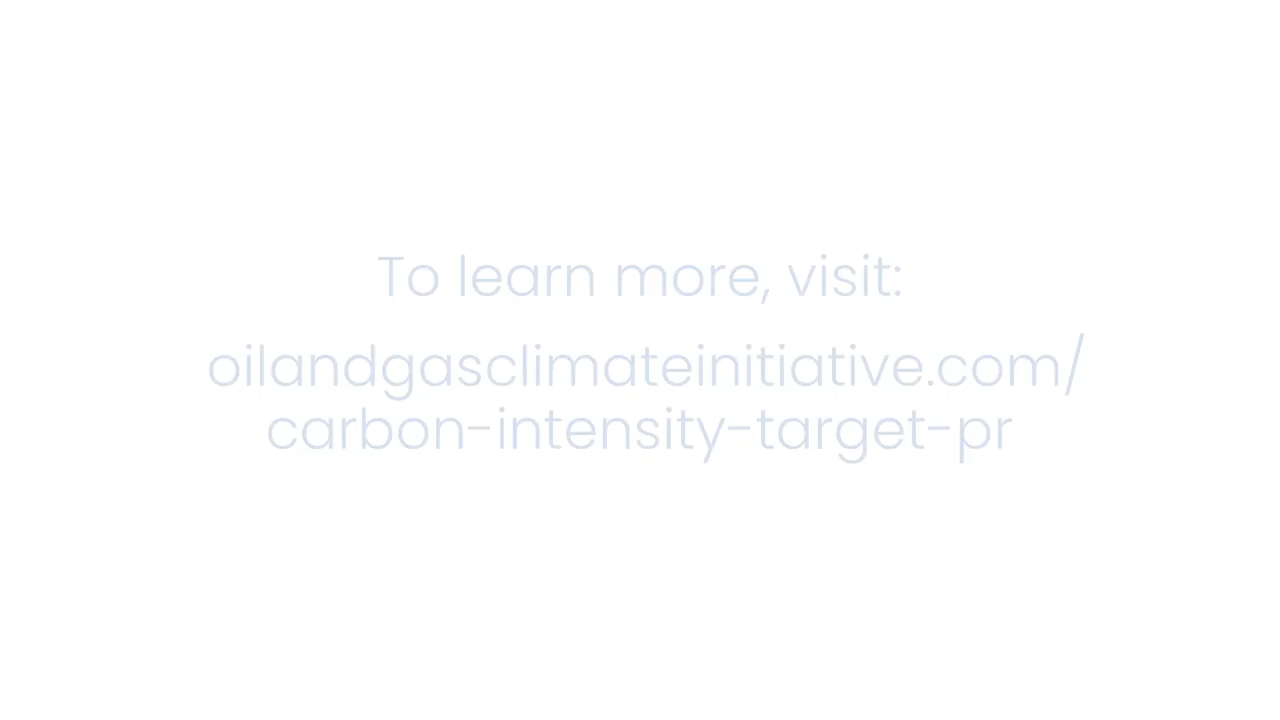 To learn more, visit:
oilandgasclimateinitiative.com/
carbon-intensity-target-pr